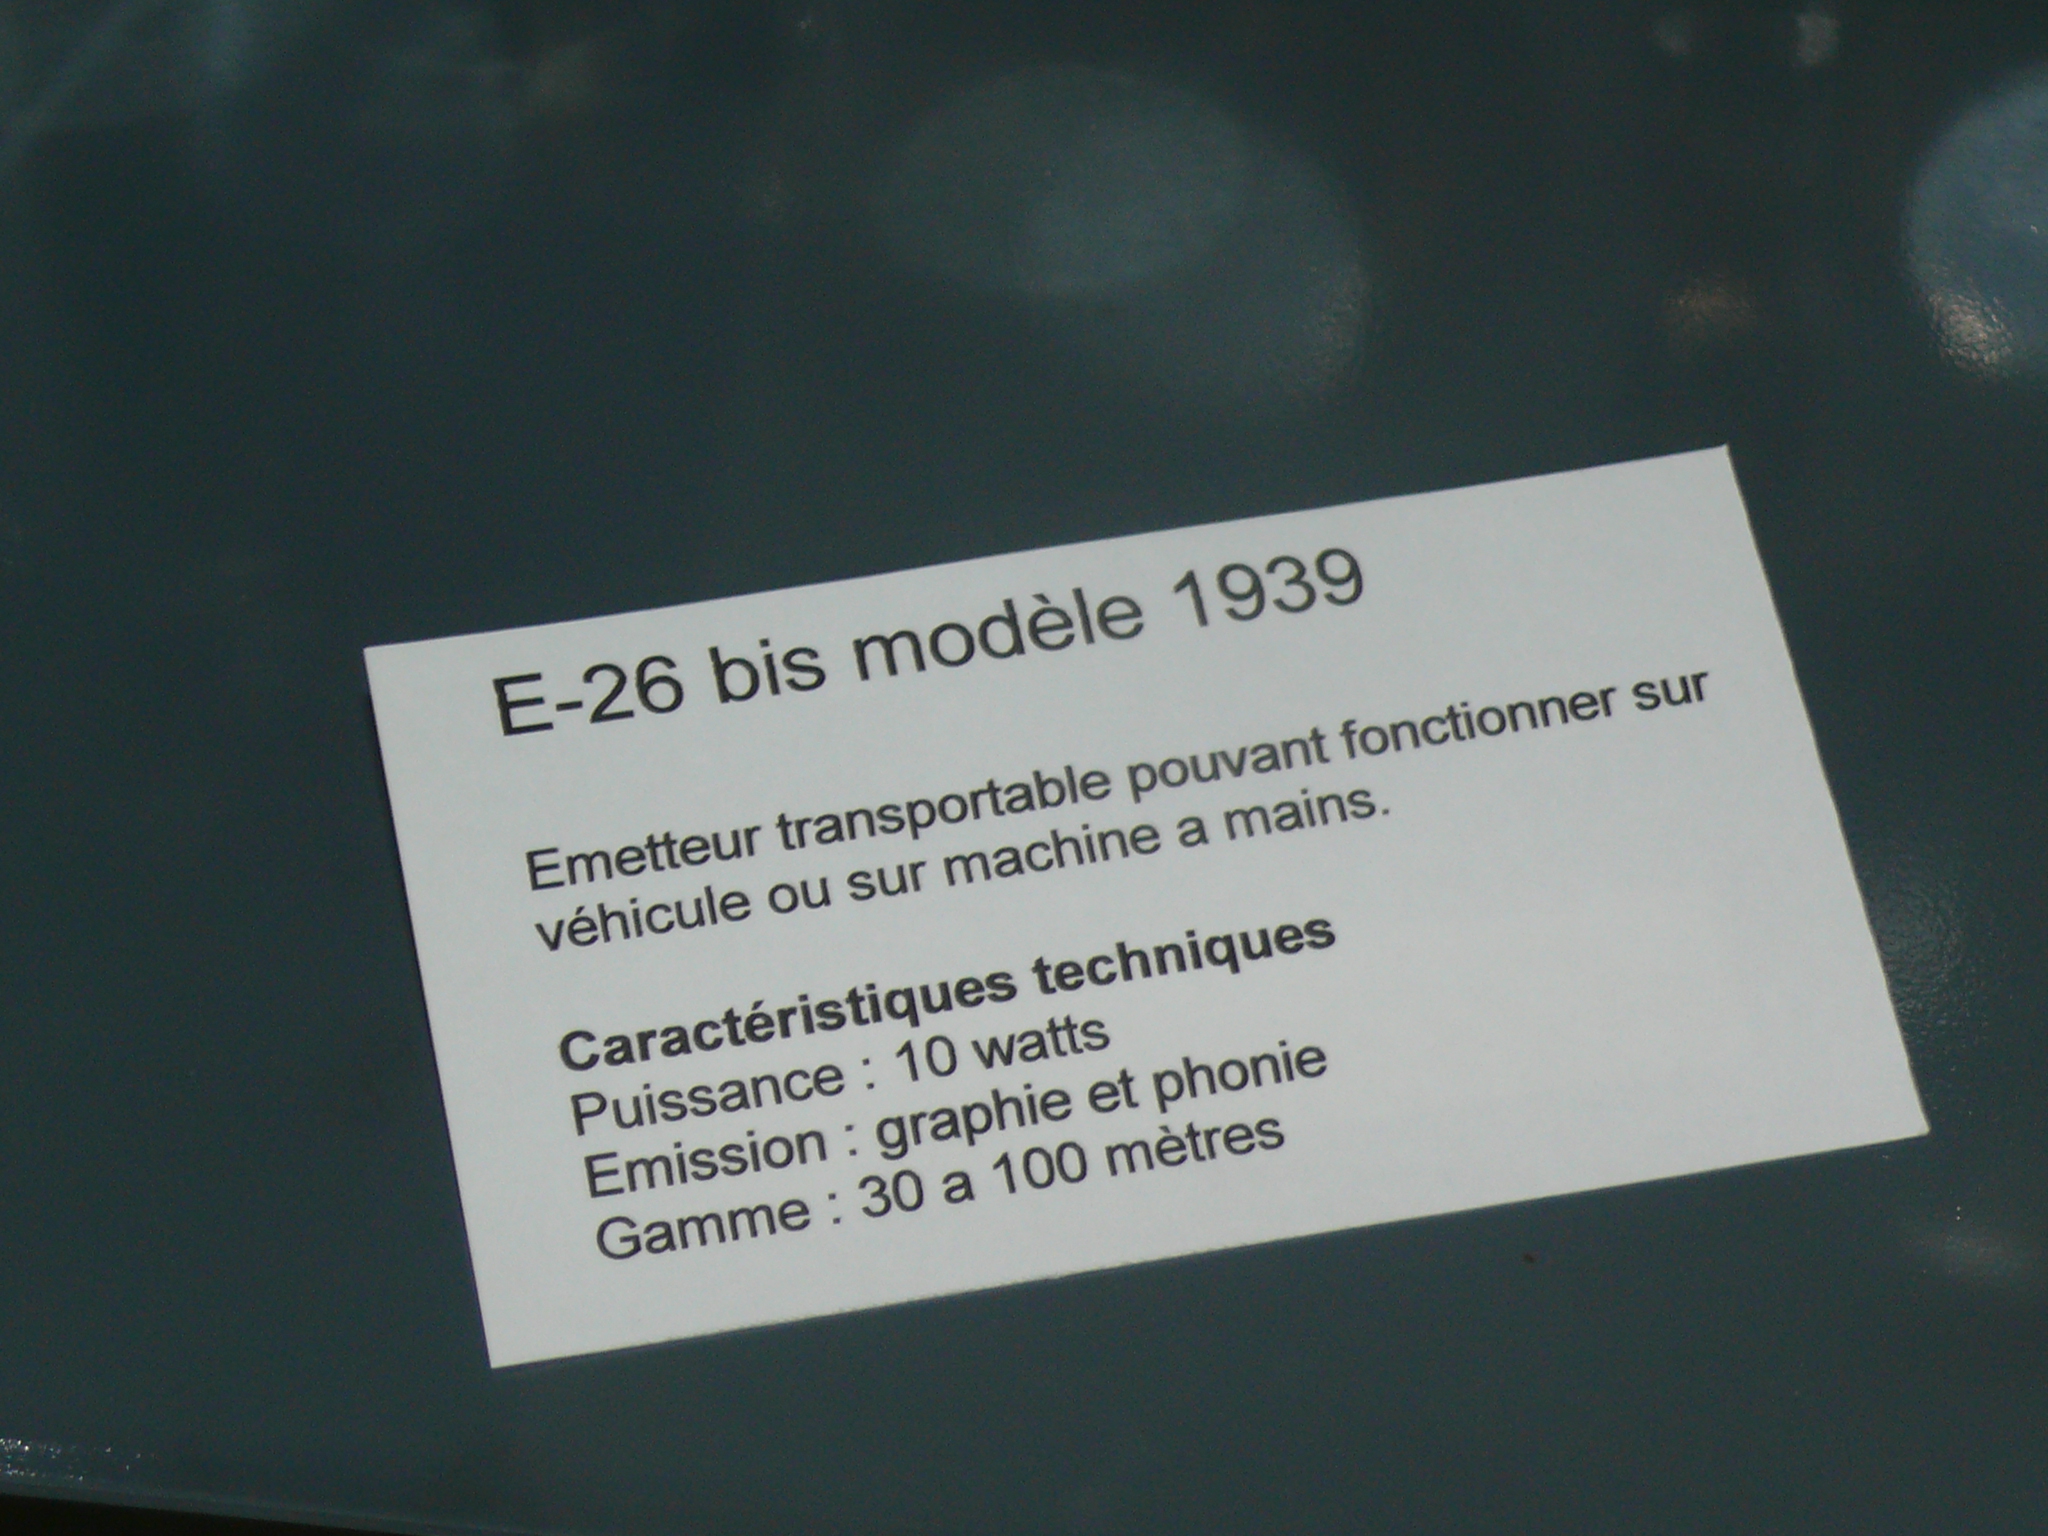 E-26 bis modèle 1939
Emetteur transportable pouvant fonctionner sur
véhicule ou sur machine a mains.
Caractéristiques techniques
Puissance : 10 watts
Emission : graphie et phonie
Gamme : 30 a 100 mètres